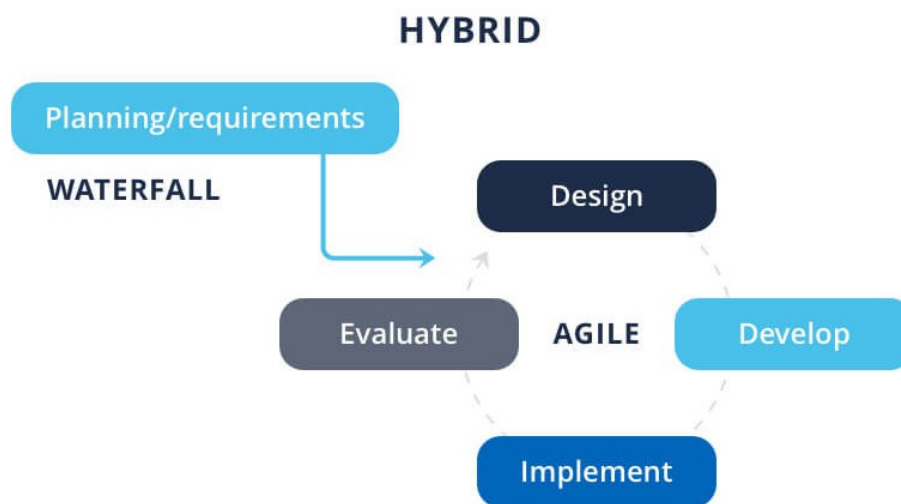 HYBRID
Planning/requirements
WATERFALL
Design
Evaluate
AGILE
Develop
Implement